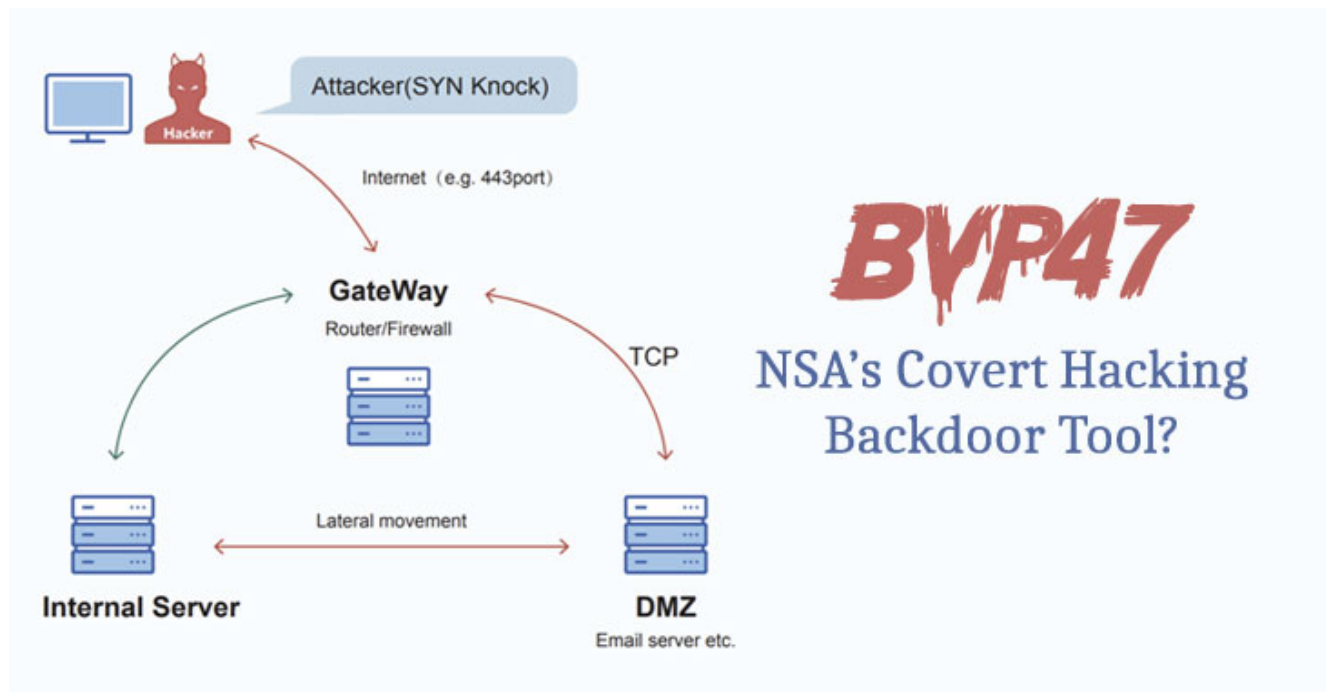 Attacker(SYN Knock)
Hacker
Internet（e.g. 443port）
GateWay
Router/Firewall
TCP
Lateral movement
Internal Server
DMZ
Email server etc.
BVP47
NSA’s Covert Hacking
Backdoor Tool?